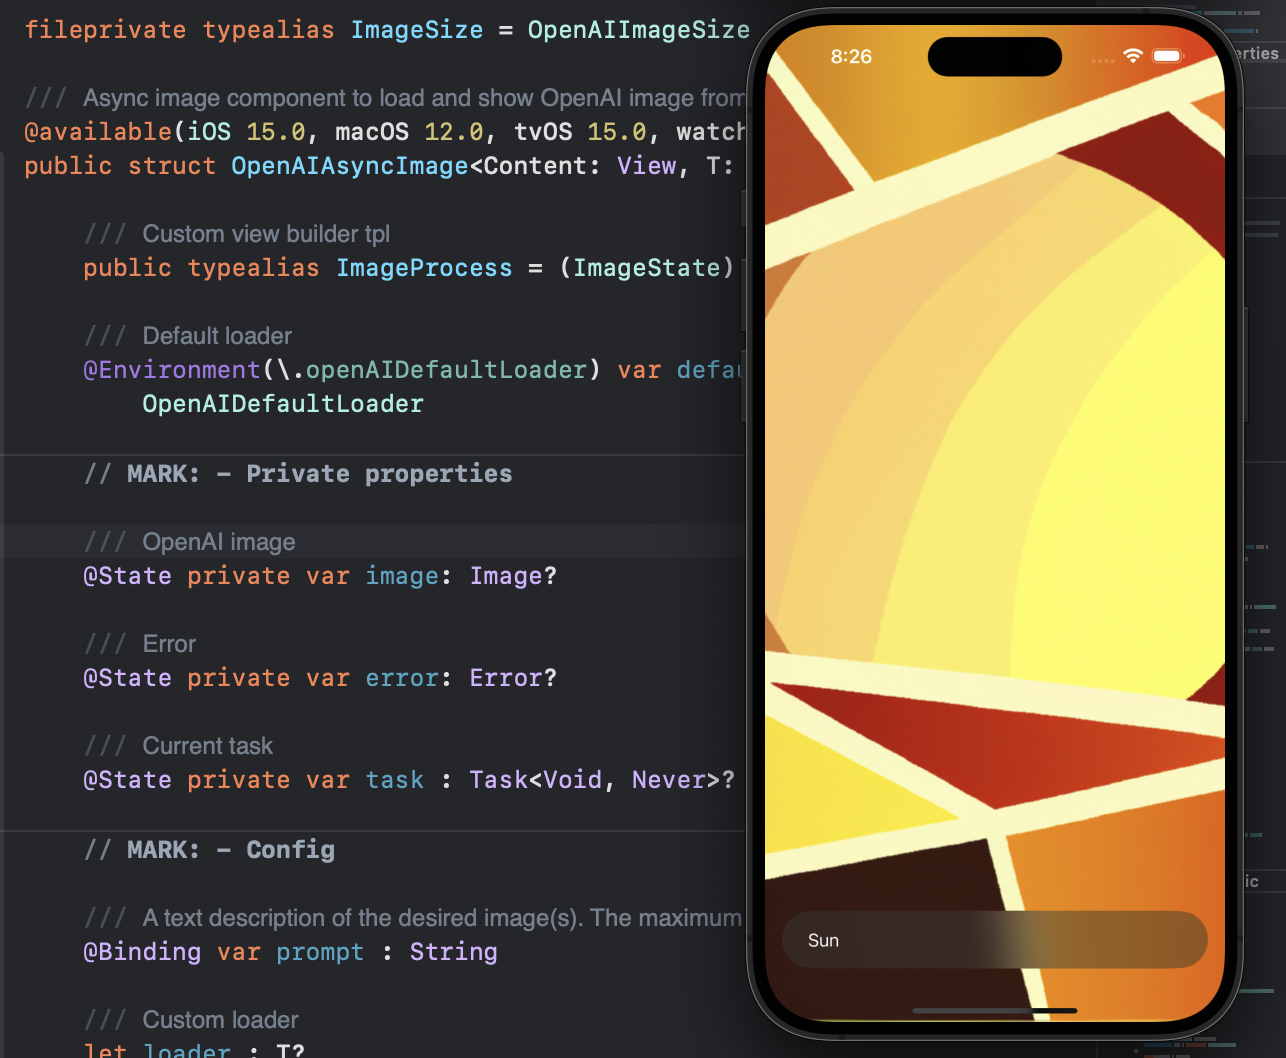 fileprivate typealias ImageSize = OpenAIImageSize
/// Async image component to load and show OpenAI image from
@available(iOS 15.0, macOS 12.0, tvOS 15.0, watch
public struct OpenAIAsyncImage<Content: View, T:
/// Custom view builder tpl
public typealias ImageProcess = (ImageState)
/// Default loader
@Environment(\.openAIDefaultLoader) var defau
OpenAIDefaultLoader
// MARK: - Private properties
/// OpenAI image
@State private var image: Image?
/// Error
@State private var error: Error?
/// Current task
@State private var task : Task<Void, Never>?
// MARK: - Config
/// A text description of the desired image(s). The maximum
@Binding var prompt : String
/// Custom loader
let loader : T?
8:26
Sun
erties
ic